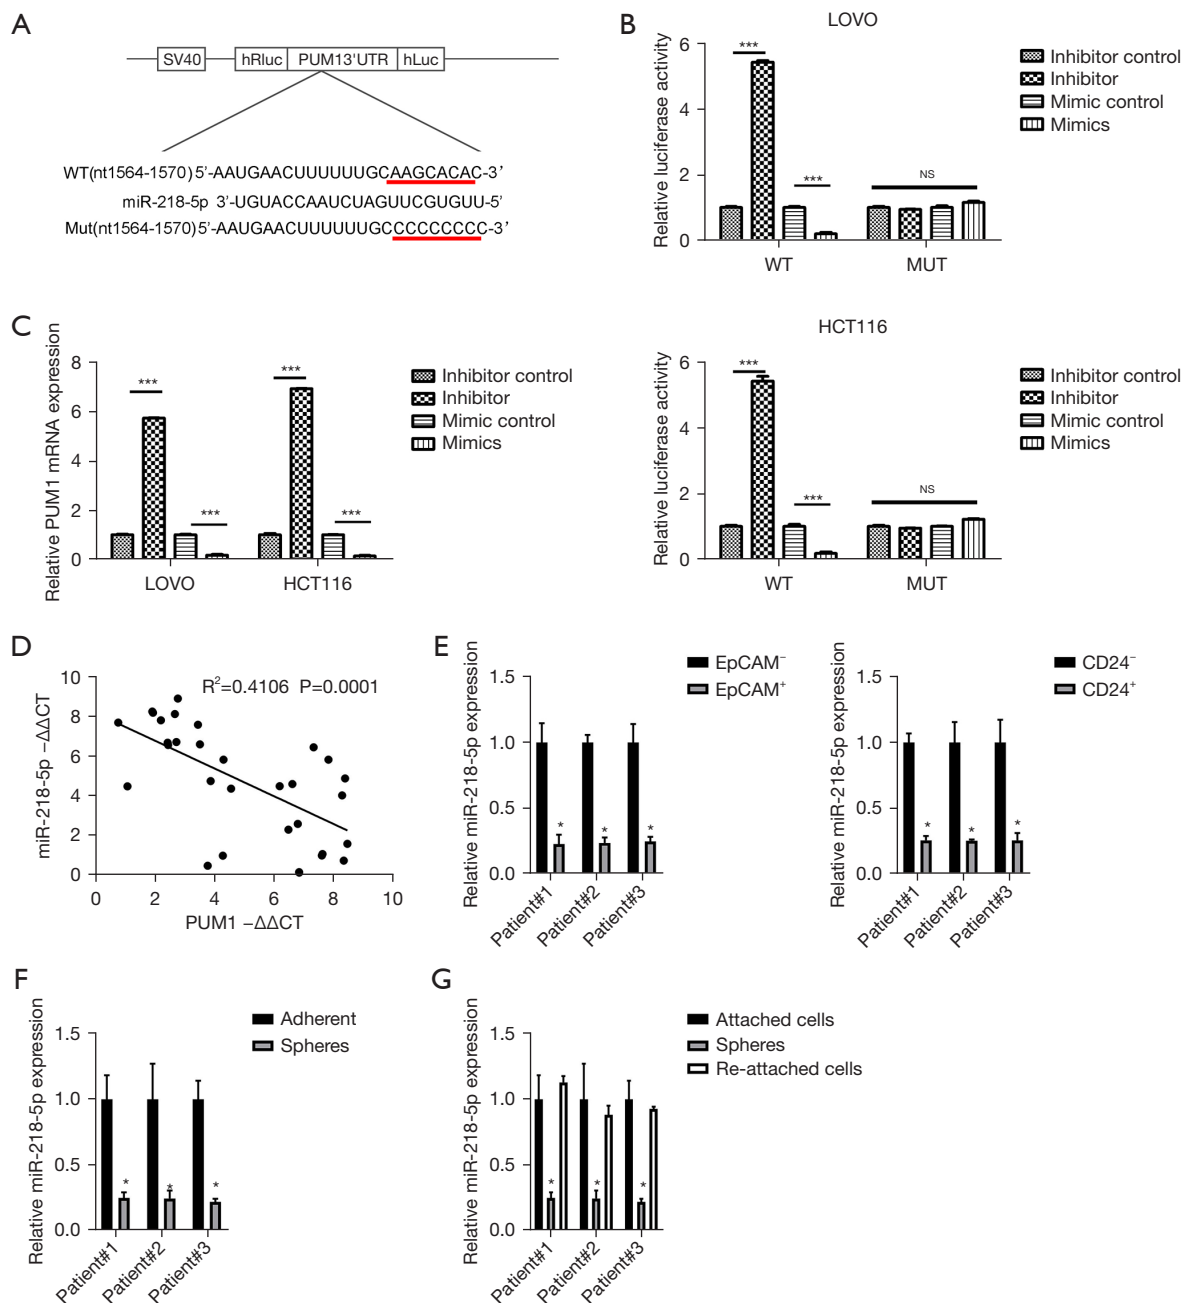 A
SV40 hRluc PUM13'UTR hLuc
WT(nt1564-1570)5'-AAUGAACUUUUUUGCAAGCACAC-3'
miR-218-5p 3'-UGUACCAAUCUAGUUCGUGUU-5'
Mut(nt1564-1570)5'-AAUGAACUUUUUUGCCCCCCCCC-3'
B
LOVO
Relative luciferase activity
6
4
2
0
***
***
NS
WT MUT
Inhibitor control
Inhibitor
Mimic control
Mimics
HCT116
Relative luciferase activity
6
4
2
0
***
***
NS
WT MUT
Inhibitor control
Inhibitor
Mimic control
Mimics
C
Relative PUM1 mRNA expression
8
6
4
2
0
***
***
***
***
LOVO HCT116
Inhibitor control
Inhibitor
Mimic control
Mimics
D
miR-218-5p −ΔΔCT
10
8
6
4
2
0
R²=0.4106 P=0.0001
0 2 4 6 8 10
PUM1 −ΔΔCT
E
Relative miR-218-5p expression
1.5
1.0
0.5
0.0
* * *
Patient#1 Patient#2 Patient#3
EpCAM⁻
EpCAM⁺
Relative miR-218-5p expression
1.5
1.0
0.5
0.0
* * *
Patient#1 Patient#2 Patient#3
CD24⁻
CD24⁺
F
Relative miR-218-5p expression
1.5
1.0
0.5
0.0
* * *
Patient#1 Patient#2 Patient#3
Adherent
Spheres
G
Relative miR-218-5p expression
1.5
1.0
0.5
0.0
* * *
Patient#1 Patient#2 Patient#3
Attached cells
Spheres
Re-attached cells